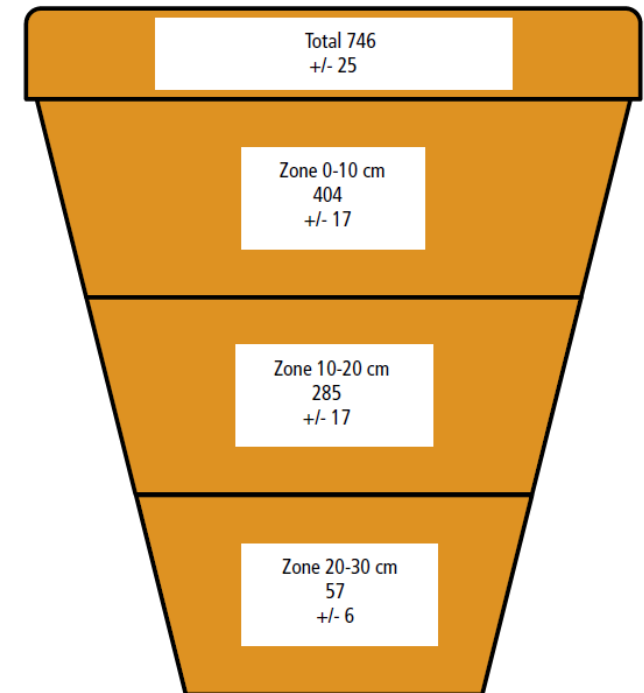 Total 746
+/- 25
Zone 0-10 cm
404
+/- 17
Zone 10-20 cm
285
+/- 17
Zone 20-30 cm
57
+/- 6